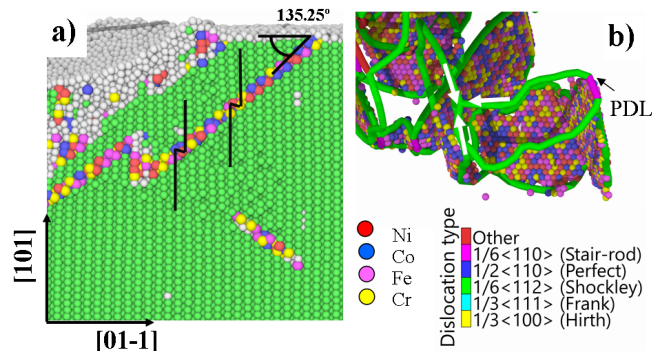 a)
135.25°
b)
PDL
[101]
[01-1]
Ni
Co
Fe
Cr
Dislocation type
Other
1/6<110> (Stair-rod)
1/2<110> (Perfect)
1/6<112> (Shockley)
1/3<111> (Frank)
1/3<100> (Hirth)